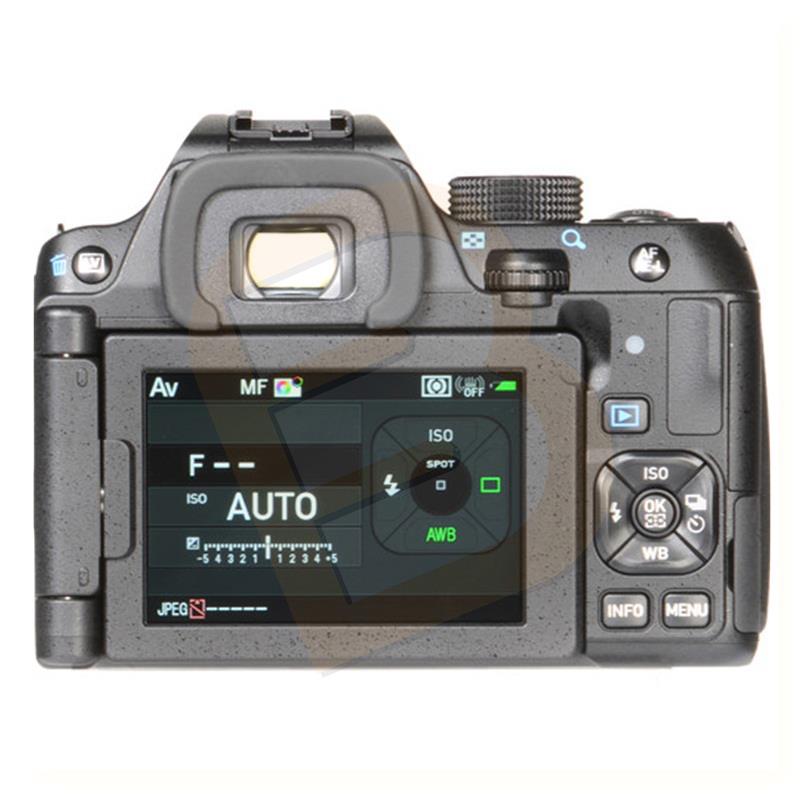 AF
Av MF OFF
ISO
F-- SPOT
ISO AUTO
AWB
-5 4 3 2 1 1 2 3 4 +5
JPEG -----
ISO
OK
WB
INFO MENU